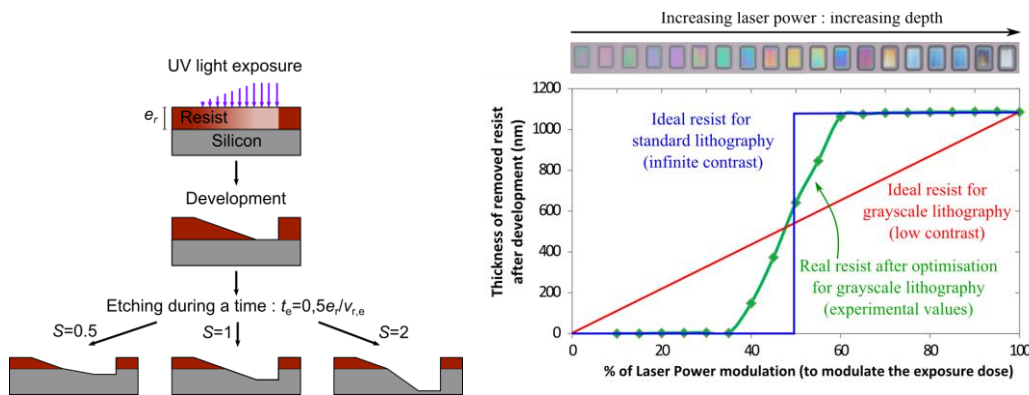 UV light exposure
e_r
Resist
Silicon
Development
Etching during a time : t_e=0,5e_r/v_r,e
S=0.5
S=1
S=2
Increasing laser power : increasing depth
Thickness of removed resist
after development (nm)
1200
1000
800
600
400
200
0
Ideal resist for
standard lithography
(infinite contrast)
Ideal resist for
grayscale lithography
(low contrast)
Real resist after optimisation
for grayscale lithography
(experimental values)
0 20 40 60 80 100
% of Laser Power modulation (to modulate the exposure dose)